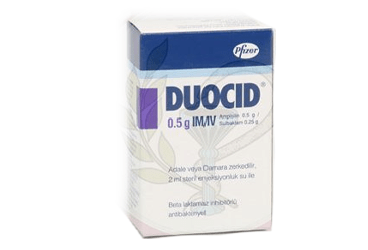 Pfizer
DUOCID®
0.5 g IM/IV
Ampisilin 0.5 g /
Sulbaktam 0.25 g
Adale veya Damara zerkedilir,
2 ml steril enjeksiyonluk su ile
Beta laktamaz inhibitörlü
antibakteriyel